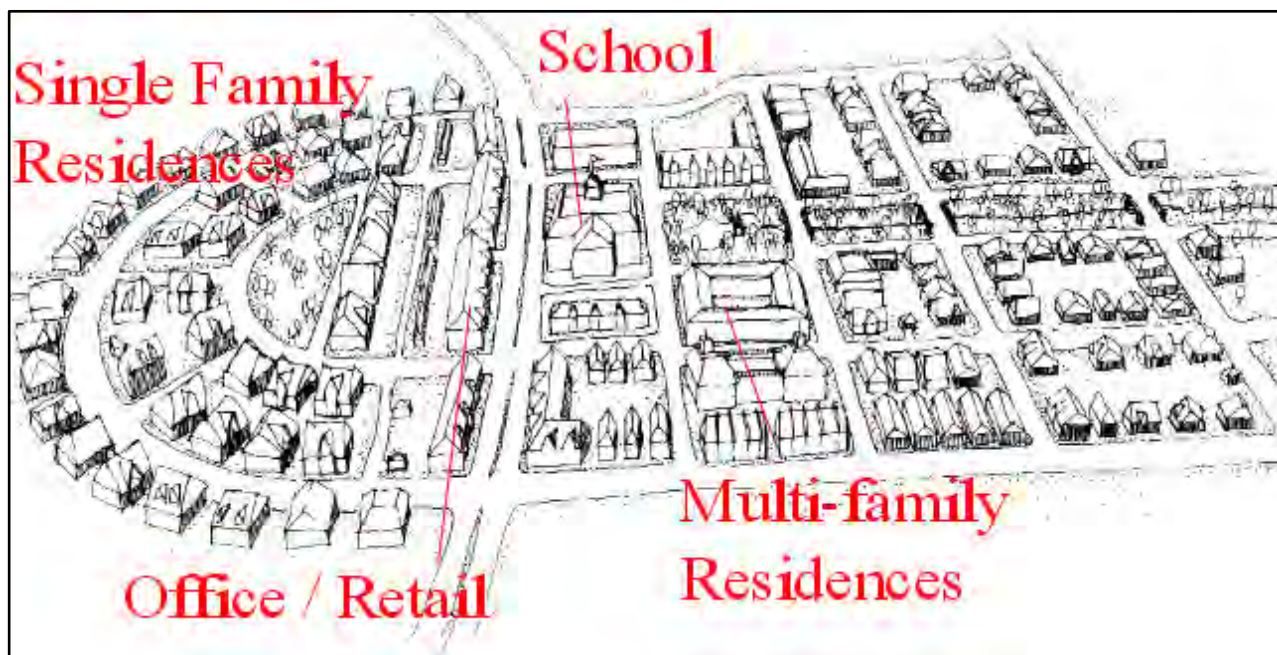 School
Single Family
Residences
Multi-family
Residences
Office / Retail